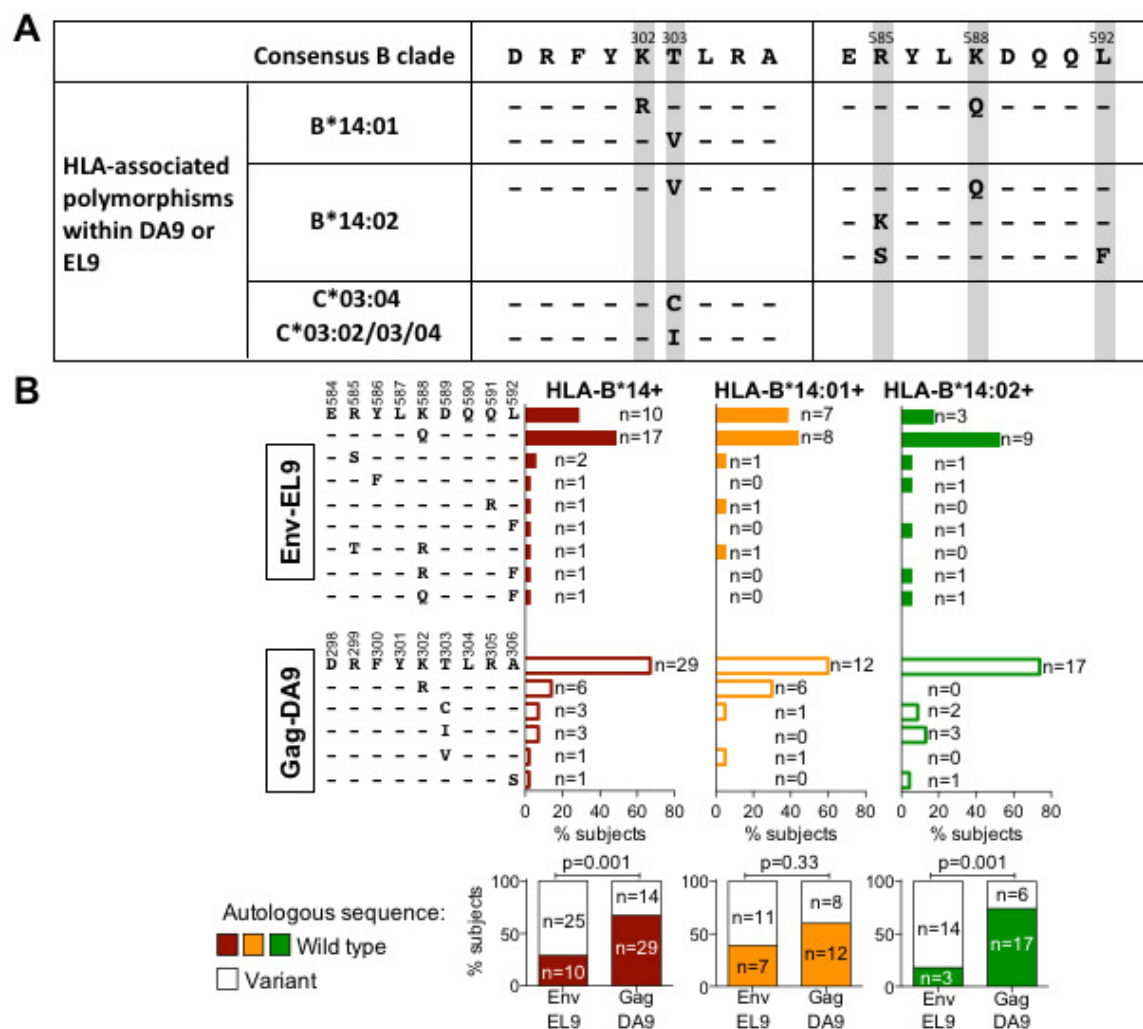 A
302 303 585 588 592
Consensus B clade D R F Y K T L R A E R Y L K D Q Q L
HLA-associated polymorphisms within DA9 or EL9
B*14:01
– – – – R – – – – – – – – Q – – – –
– – – – – V – – –
B*14:02
– – – – – V – – – – – – – Q – – – –
– K – – – – – – –
– S – – – – – – F
C*03:04 – – – – – C – – –
C*03:02/03/04 – – – – – I – – –
B
HLA-B*14+ HLA-B*14:01+ HLA-B*14:02+
Env-EL9
E584 R585 Y586 L587 K588 D589 Q590 Q591 L592 n=10 n=7 n=3
– – – – Q – – – – n=17 n=8 n=9
– S – – – – – – – n=2 n=1 n=1
– – F – – – – – – n=1 n=0 n=1
– – – – – – – R – n=1 n=1 n=0
– – – – – – – – F n=1 n=0 n=1
– T – – R – – – – n=1 n=1 n=0
– – – – R – – – F n=1 n=0 n=1
– – – – Q – – – F n=1 n=0 n=1
Gag-DA9
D298 R299 F300 Y301 K302 T303 L304 R305 A306 n=29 n=12 n=17
– – – – R – – – – n=6 n=6 n=0
– – – – – C – – – n=3 n=1 n=2
– – – – – I – – – n=3 n=0 n=3
– – – – – V – – – n=1 n=1 n=0
– – – – – – – – S n=1 n=0 n=1
0 20 40 60 80 0 20 40 60 80 0 20 40 60 80
% subjects % subjects % subjects
p=0.001 p=0.33 p=0.001
Autologous sequence:
Wild type
Variant
% subjects
100 50 0
n=25 n=14
n=10 n=29
Env EL9 Gag DA9
100 50 0
n=11 n=8
n=7 n=12
Env EL9 Gag DA9
100 50 0
n=14 n=6
n=3 n=17
Env EL9 Gag DA9